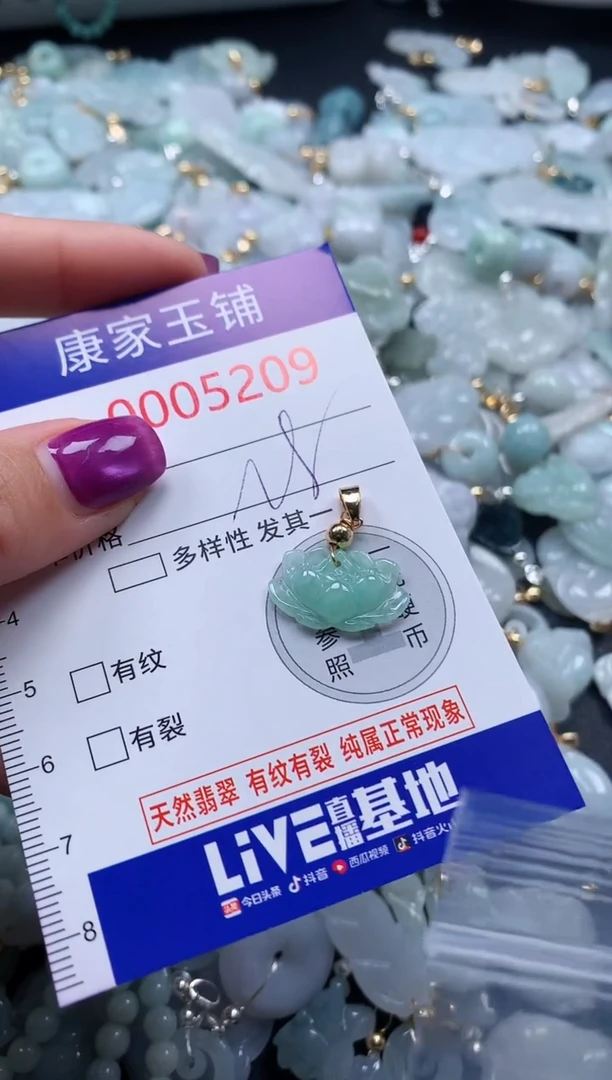 康家玉铺
0005209
价格
多样性 发其一
参
照
币
有纹
有裂
4
5
6
7
8
天然翡翠 有纹有裂 纯属正常现象
LiVE直播基地
今日头条 抖音 西瓜视频 抖音火山